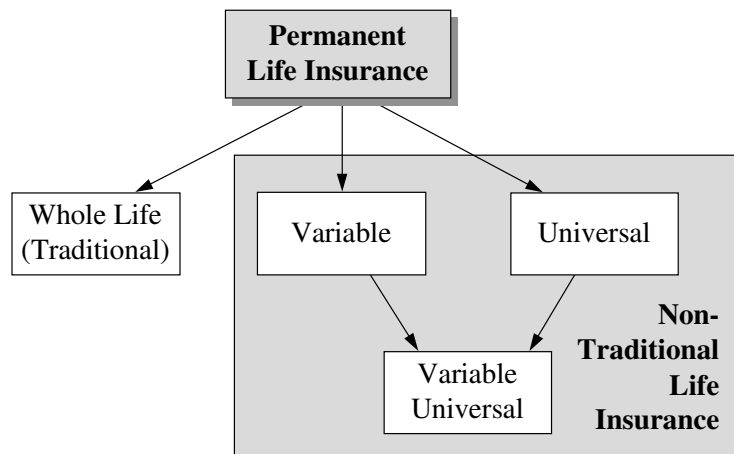 Permanent
Life Insurance
Whole Life
(Traditional)
Variable
Universal
Non-
Traditional
Life
Insurance
Variable
Universal